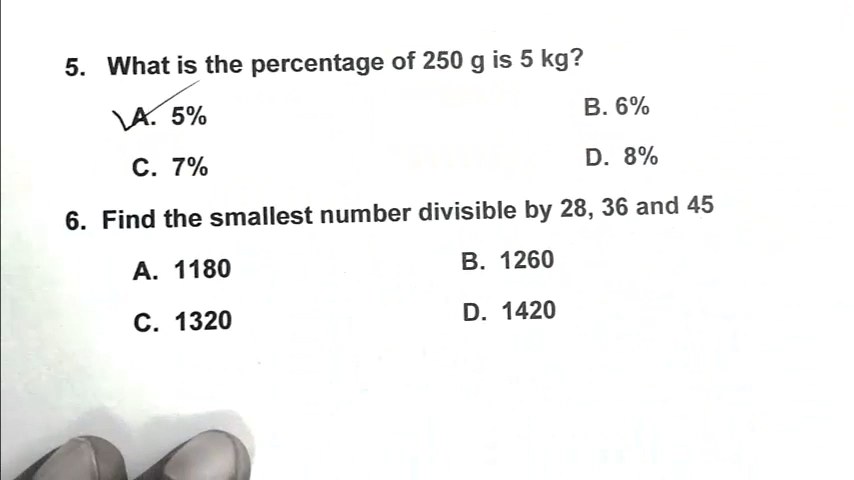 5. What is the percentage of 250 g is 5 kg?
A. 5% B. 6%
C. 7% D. 8%
6. Find the smallest number divisible by 28, 36 and 45
A. 1180 B. 1260
C. 1320 D. 1420